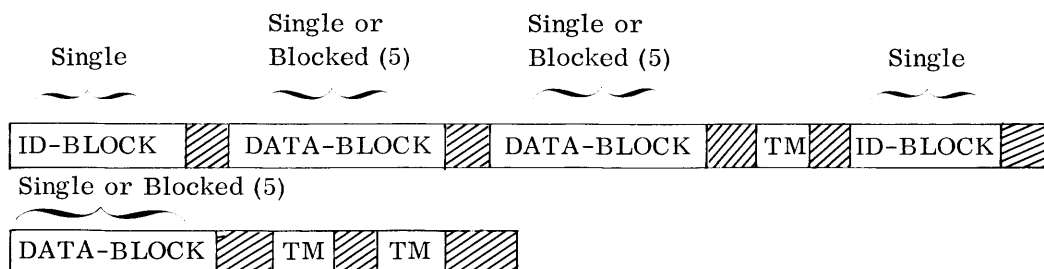 Single or Single or
Single Blocked (5) Blocked (5) Single
ID-BLOCK DATA-BLOCK DATA-BLOCK TM ID-BLOCK
Single or Blocked (5)
DATA-BLOCK TM TM